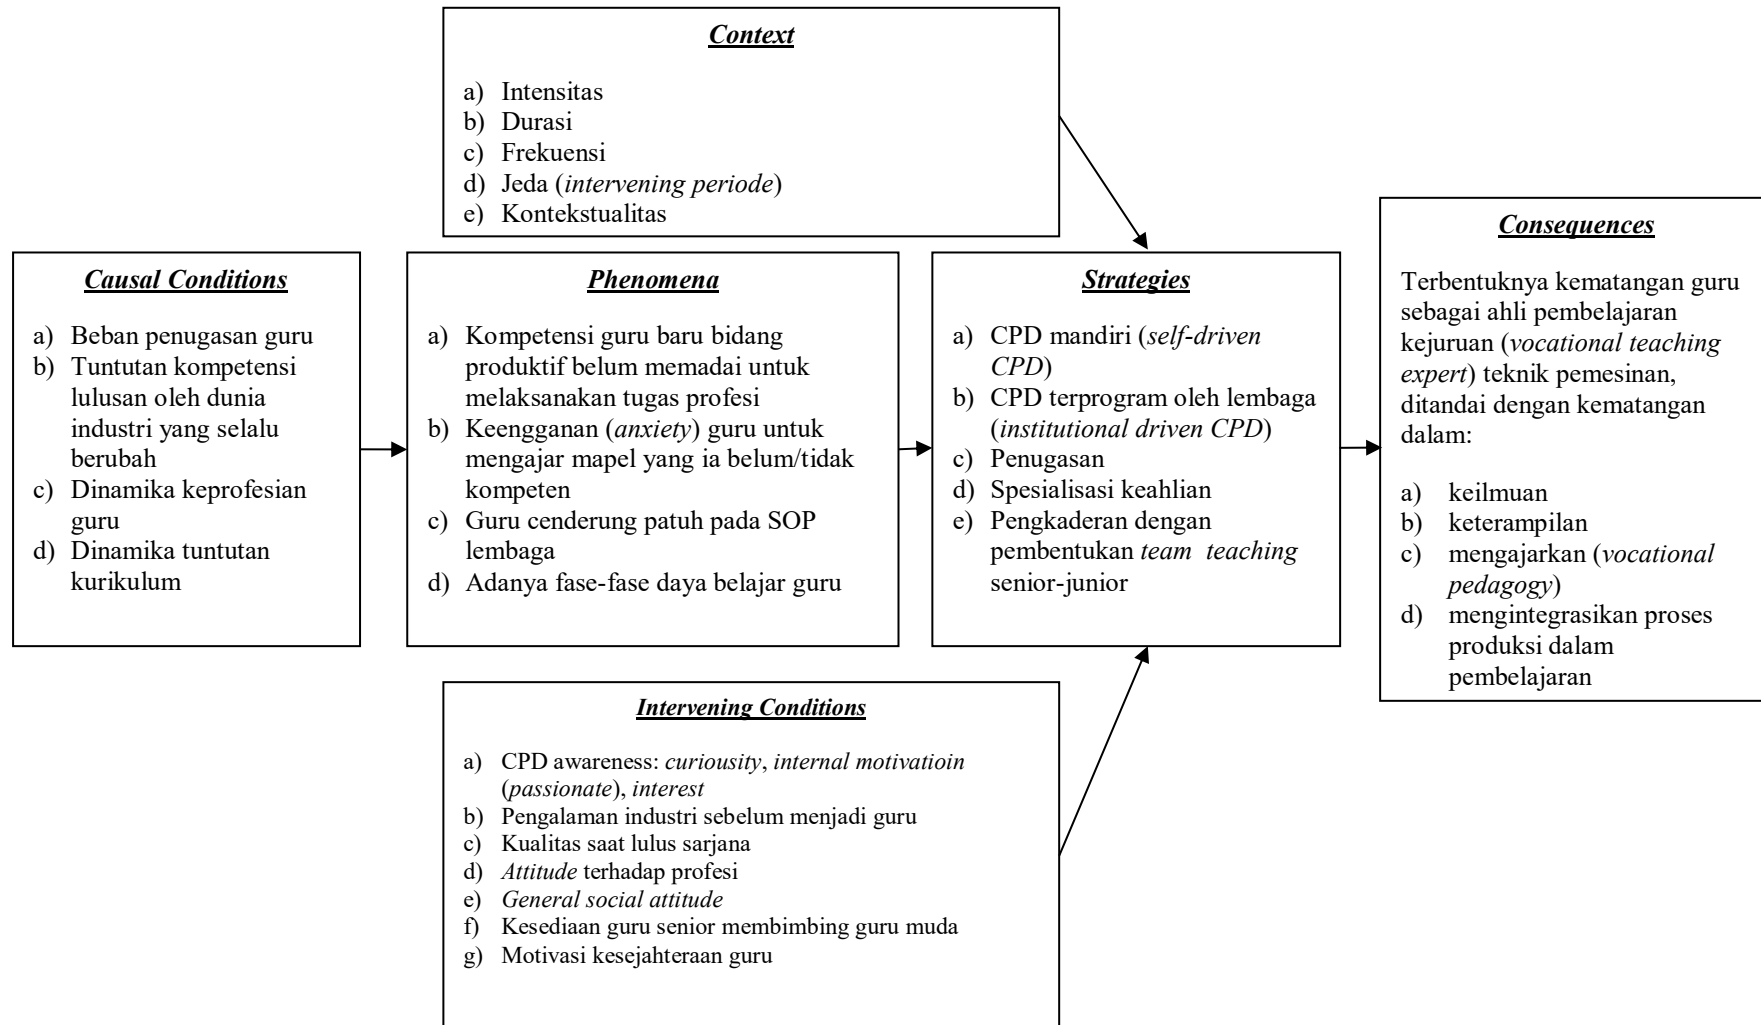 Context
a) Intensitas
b) Durasi
c) Frekuensi
d) Jeda (intervening periode)
e) Kontekstualitas
Causal Conditions
a) Beban penugasan guru
b) Tuntutan kompetensi
lulusan oleh dunia
industri yang selalu
berubah
c) Dinamika keprofesian
guru
d) Dinamika tuntutan
kurikulum
Phenomena
a) Kompetensi guru baru bidang
produktif belum memadai untuk
melaksanakan tugas profesi
b) Keengganan (anxiety) guru untuk
mengajar mapel yang ia belum/tidak
kompeten
c) Guru cenderung patuh pada SOP
lembaga
d) Adanya fase-fase daya belajar guru
Strategies
a) CPD mandiri (self-driven
CPD)
b) CPD terprogram oleh lembaga
(institutional driven CPD)
c) Penugasan
d) Spesialisasi keahlian
e) Pengkaderan dengan
pembentukan team teaching
senior-junior
Consequences
Terbentuknya kematangan guru
sebagai ahli pembelajaran
kejuruan (vocational teaching
expert) teknik pemesinan,
ditandai dengan kematangan
dalam:
a) keilmuan
b) keterampilan
c) mengajarkan (vocational
pedagogy)
d) mengintegrasikan proses
produksi dalam
pembelajaran
Intervening Conditions
a) CPD awareness: curiousity, internal motivatioin
(passionate), interest
b) Pengalaman industri sebelum menjadi guru
c) Kualitas saat lulus sarjana
d) Attitude terhadap profesi
e) General social attitude
f) Kesediaan guru senior membimbing guru muda
g) Motivasi kesejahteraan guru